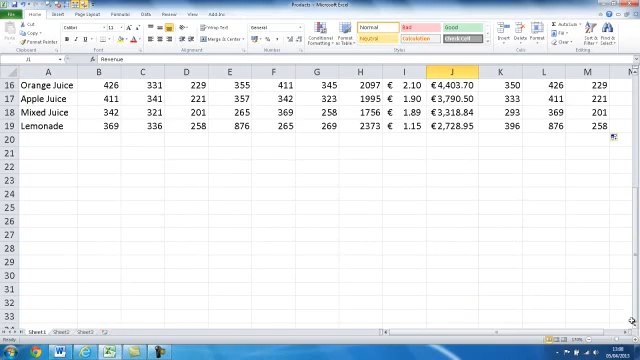 Products - Microsoft Excel
File Home Insert Page Layout Formulas Data Review View Add-Ins
Cut
Copy
Format Painter
Wrap Text
Merge & Center
Conditional Formatting
Format as Table
Normal Bad Good
Neutral Calculation Check Cell
Insert Delete Format
AutoSum
Fill
Clear
Sort & Filter
Find & Select
Clipboard Font Alignment Number Styles Cells Editing
J1 Revenue
A B C D E F G H I J K L M N
16 Orange Juice 426 331 229 355 411 345 2097 € 2.10 € 4,403.70 350 426 229
17 Apple Juice 411 341 221 357 342 323 1995 € 1.90 € 3,790.50 333 411 221
18 Mixed Juice 342 321 201 265 369 258 1756 € 1.89 € 3,318.84 293 369 201
19 Lemonade 369 336 258 876 265 269 2373 € 1.15 € 2,728.95 396 876 258
20
21
22
23
24
25
26
27
28
29
30
31
32
33
34
Sheet1 Sheet2 Sheet3
13:08
05/04/2013